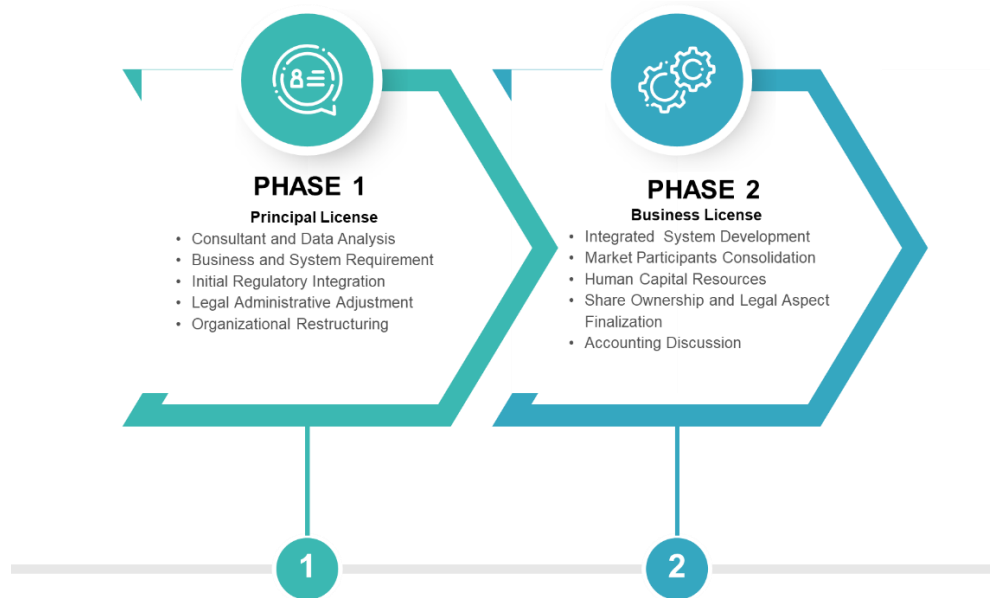 PHASE 1
Principal License
• Consultant and Data Analysis
• Business and System Requirement
• Initial Regulatory Integration
• Legal Administrative Adjustment
• Organizational Restructuring
PHASE 2
Business License
• Integrated System Development
• Market Participants Consolidation
• Human Capital Resources
• Share Ownership and Legal Aspect
Finalization
• Accounting Discussion
1
2